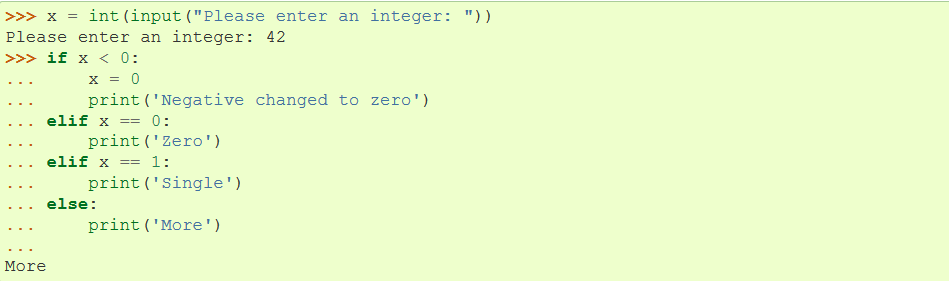 >>> x = int(input("Please enter an integer: "))
Please enter an integer: 42
>>> if x < 0:
...     x = 0
...     print('Negative changed to zero')
... elif x == 0:
...     print('Zero')
... elif x == 1:
...     print('Single')
... else:
...     print('More')
...
More